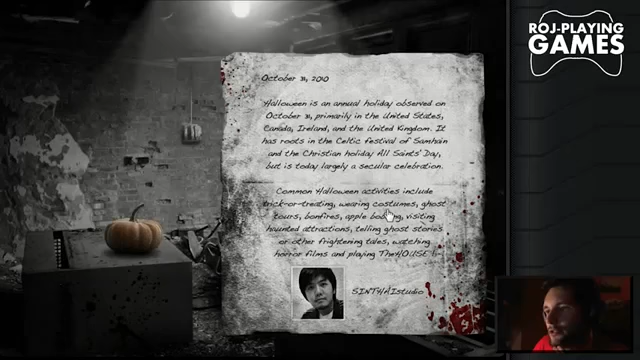 ROJ-PLAYING
GAMES
October 31, 2010
Halloween is an annual holiday observed on
October 31, primarily in the United States,
Canada, Ireland, and the United Kingdom. It
has roots in the Celtic festival of Samhain
and the Christian holiday All Saints' Day,
but is today largely a secular celebration.
Common Halloween activities include
trick-or-treating, wearing costumes, ghost
tours, bonfires, apple bobbing, visiting
haunted attractions, telling ghost stories
or other frightening tales, watching
horror films and playing TheHOUSE
SINTHAIstudio